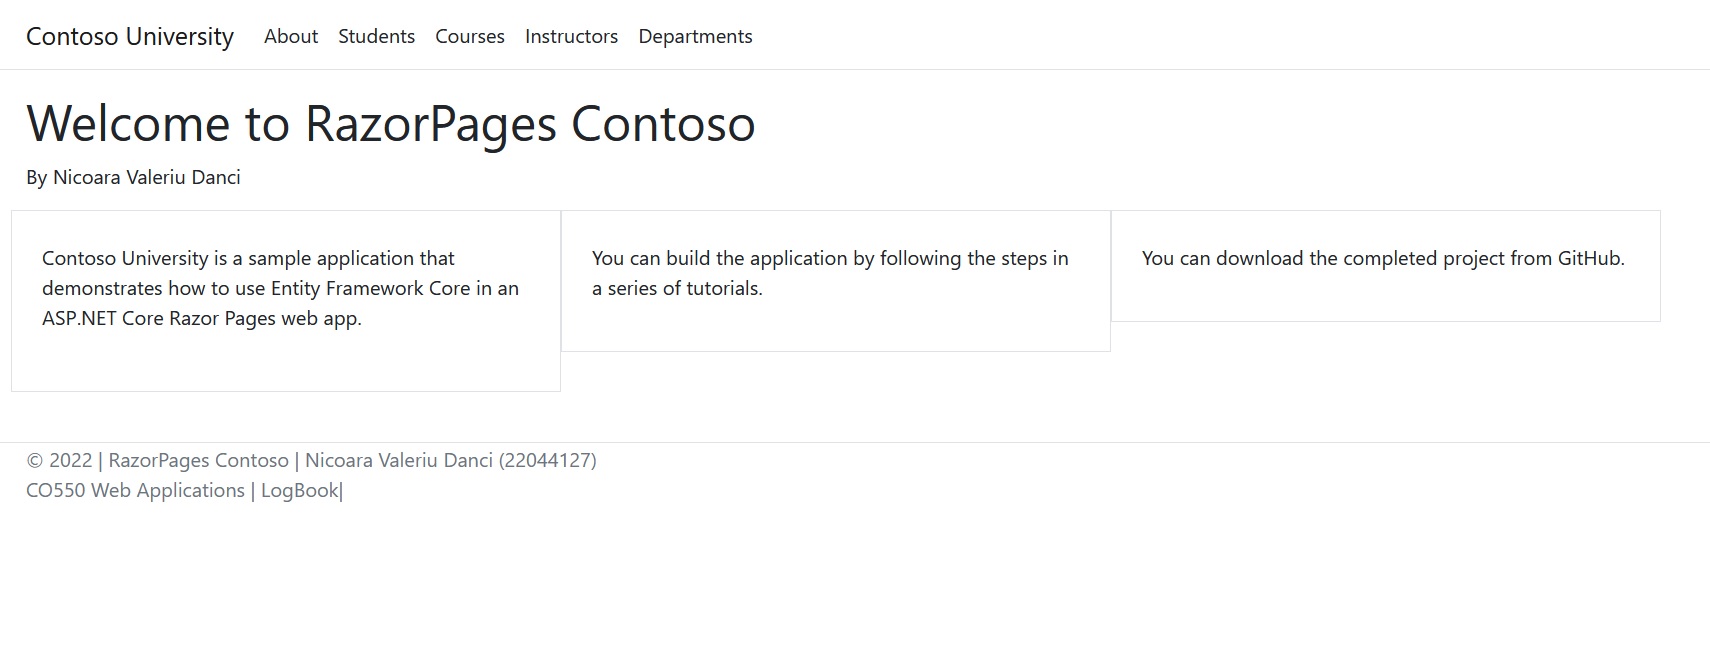 Contoso University About Students Courses Instructors Departments
Welcome to RazorPages Contoso
By Nicoara Valeriu Danci
Contoso University is a sample application that
demonstrates how to use Entity Framework Core in an
ASP.NET Core Razor Pages web app.
You can build the application by following the steps in
a series of tutorials.
You can download the completed project from GitHub.
© 2022 | RazorPages Contoso | Nicoara Valeriu Danci (22044127)
CO550 Web Applications | LogBook|